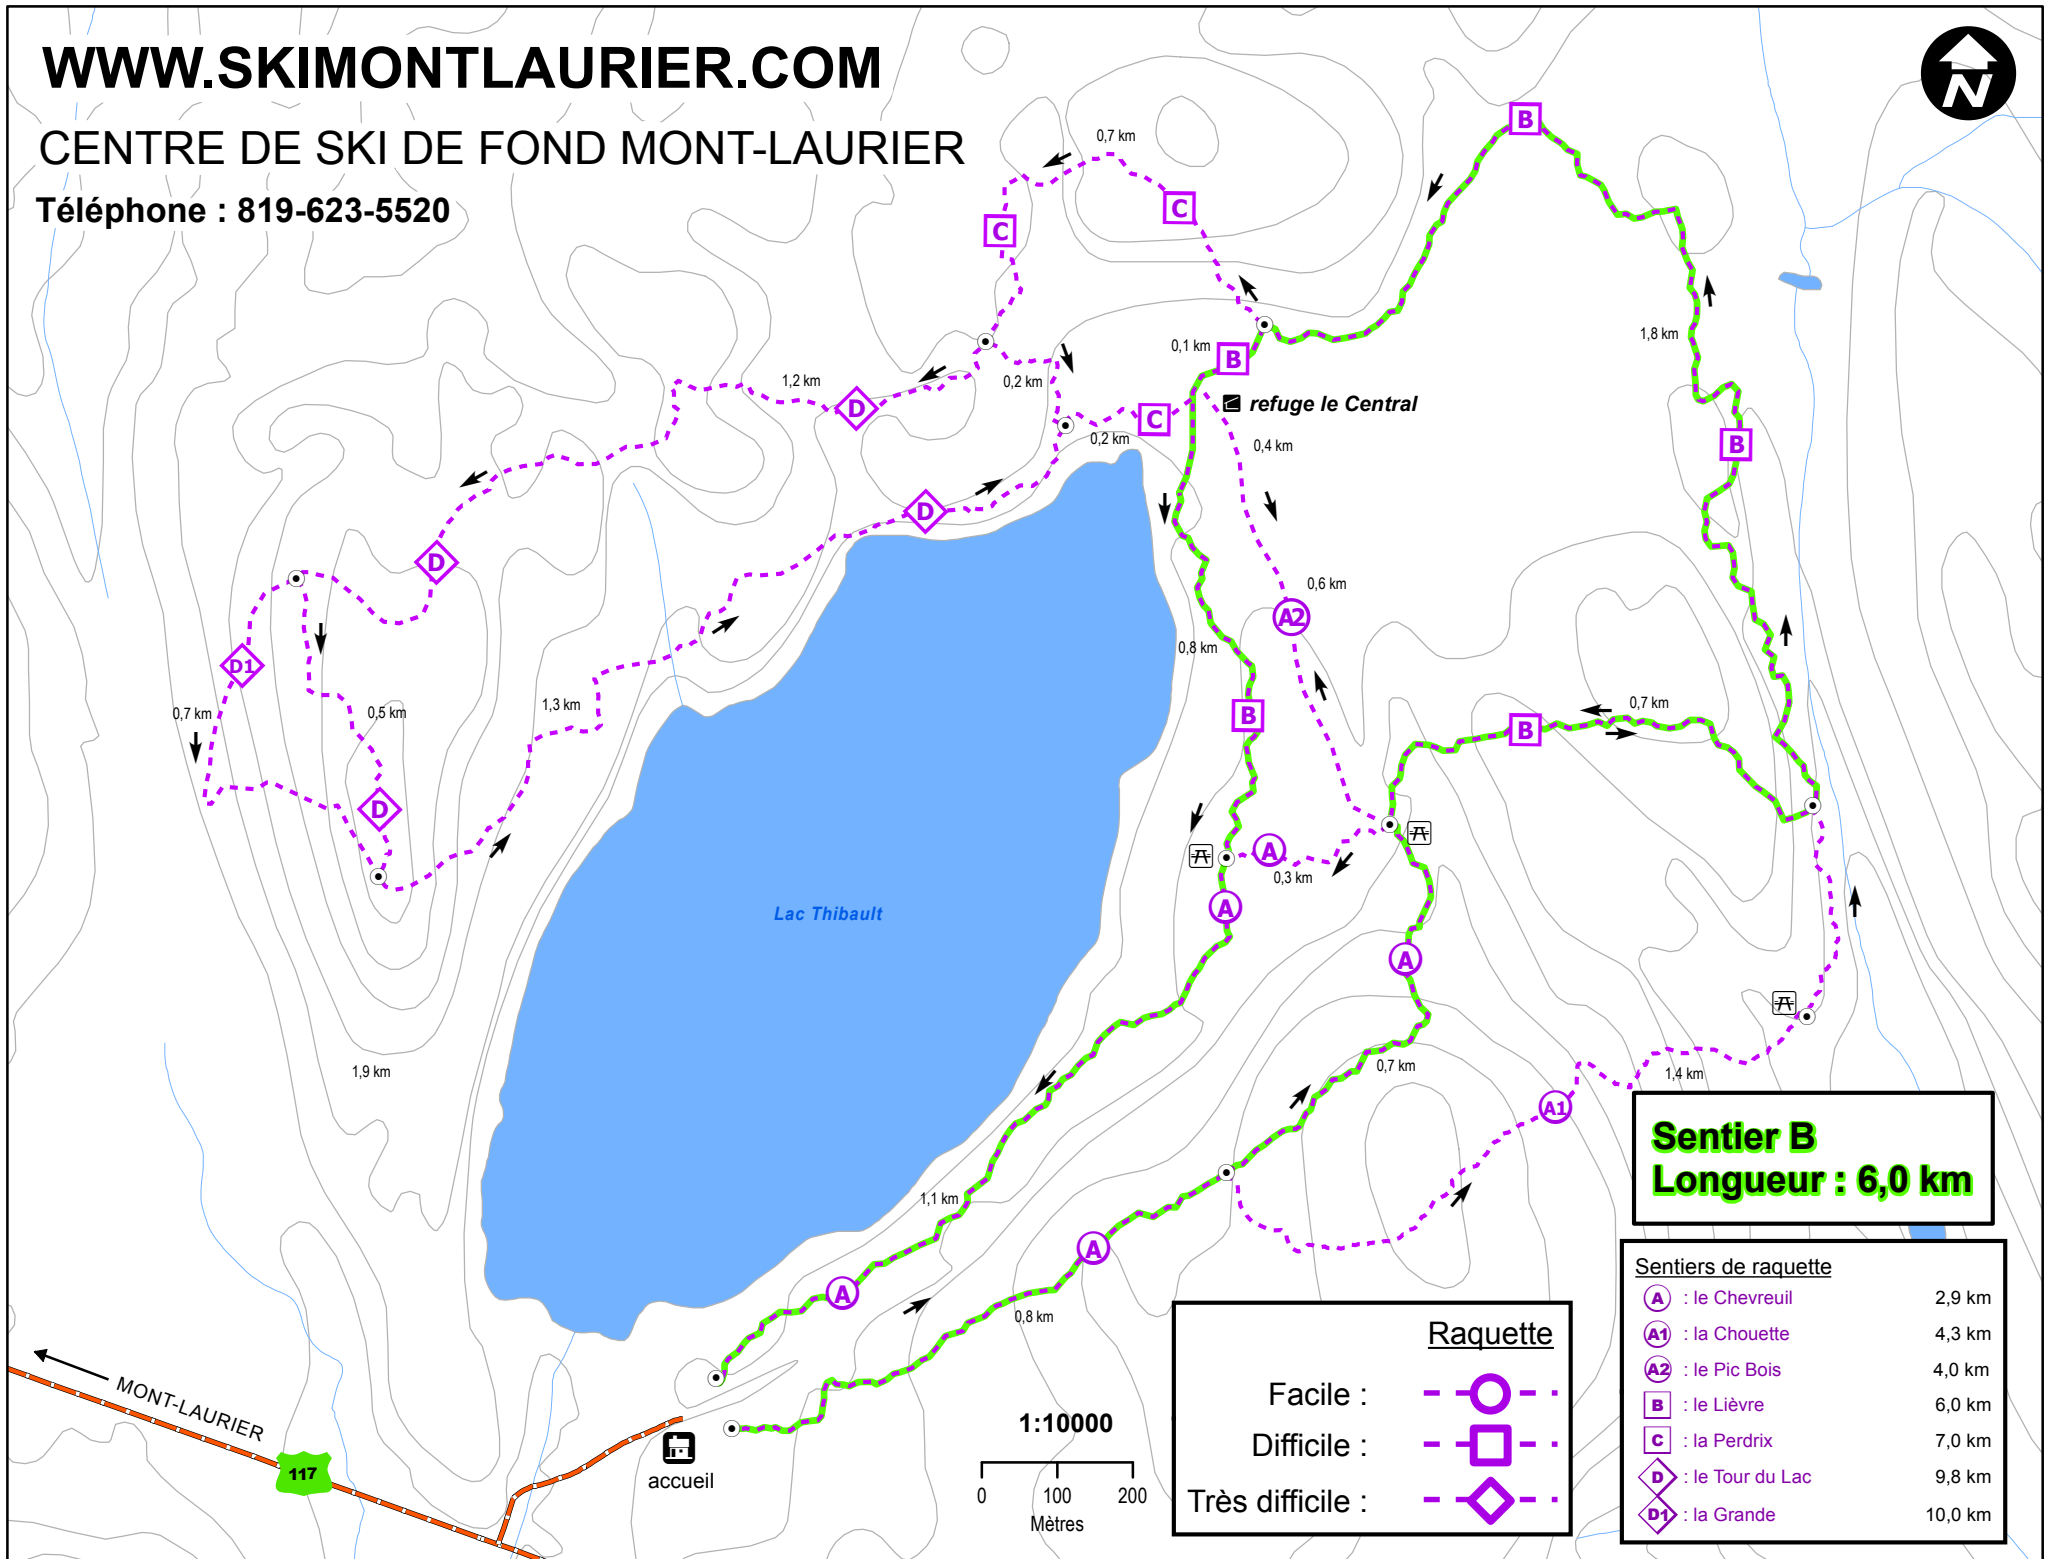 WWW.SKIMONTLAURIER.COM
CENTRE DE SKI DE FOND MONT-LAURIER
Téléphone : 819-623-5520
N
B
0,7 km
C
C
0,1 km
B
1,8 km
1,2 km
0,2 km
D
refuge le Central
C
0,2 km
0,4 km
B
D
D
0,6 km
A2
D1
0,8 km
0,7 km
0,5 km
1,3 km
B
B
0,7 km
D
A
0,3 km
A
Lac Thibault
A
1,9 km
0,7 km
1,4 km
A1
1,1 km
A
A
0,8 km
Sentier B
Longueur : 6,0 km
Sentiers de raquette
A : le Chevreuil 2,9 km
A1 : la Chouette 4,3 km
A2 : le Pic Bois 4,0 km
B : le Lièvre 6,0 km
C : la Perdrix 7,0 km
D : le Tour du Lac 9,8 km
D1 : la Grande 10,0 km
Raquette
Facile :
Difficile :
Très difficile :
MONT-LAURIER
117
accueil
1:10000
0 100 200
Mètres